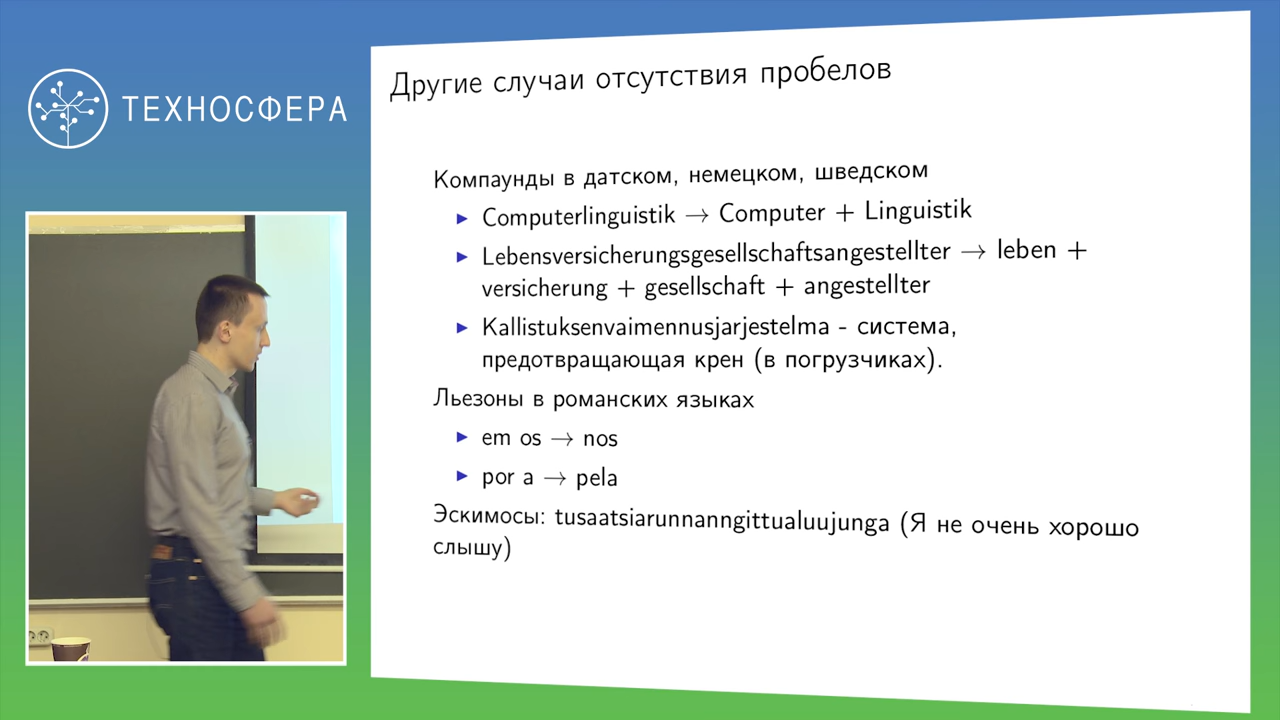 ТЕХНОСФЕРА
Другие случаи отсутствия пробелов
Компаунды в датском, немецком, шведском
▶ Computerlinguistik → Computer + Linguistik
▶ Lebensversicherungsgesellschaftsangestellter → leben +
versicherung + gesellschaft + angestellter
▶ Kallistuksenvaimennusjarjestelma - система,
предотвращающая крен (в погрузчиках).
Льезоны в романских языках
▶ em os → nos
▶ por a → pela
Эскимосы: tusaatsiarunnanngittualuujunga (Я не очень хорошо
слышу)